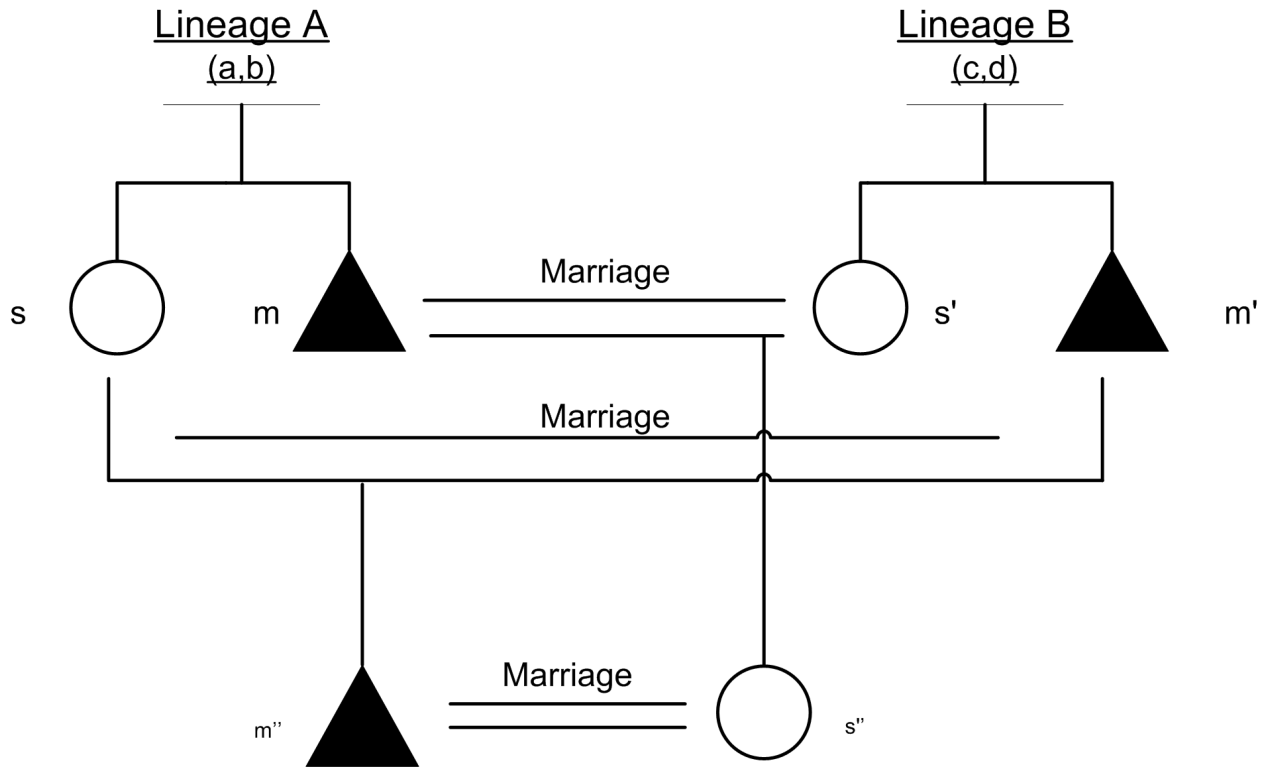 Lineage A
(a,b)
Lineage B
(c,d)
Marriage
s
m
s'
m'
Marriage
Marriage
m’’
s’’